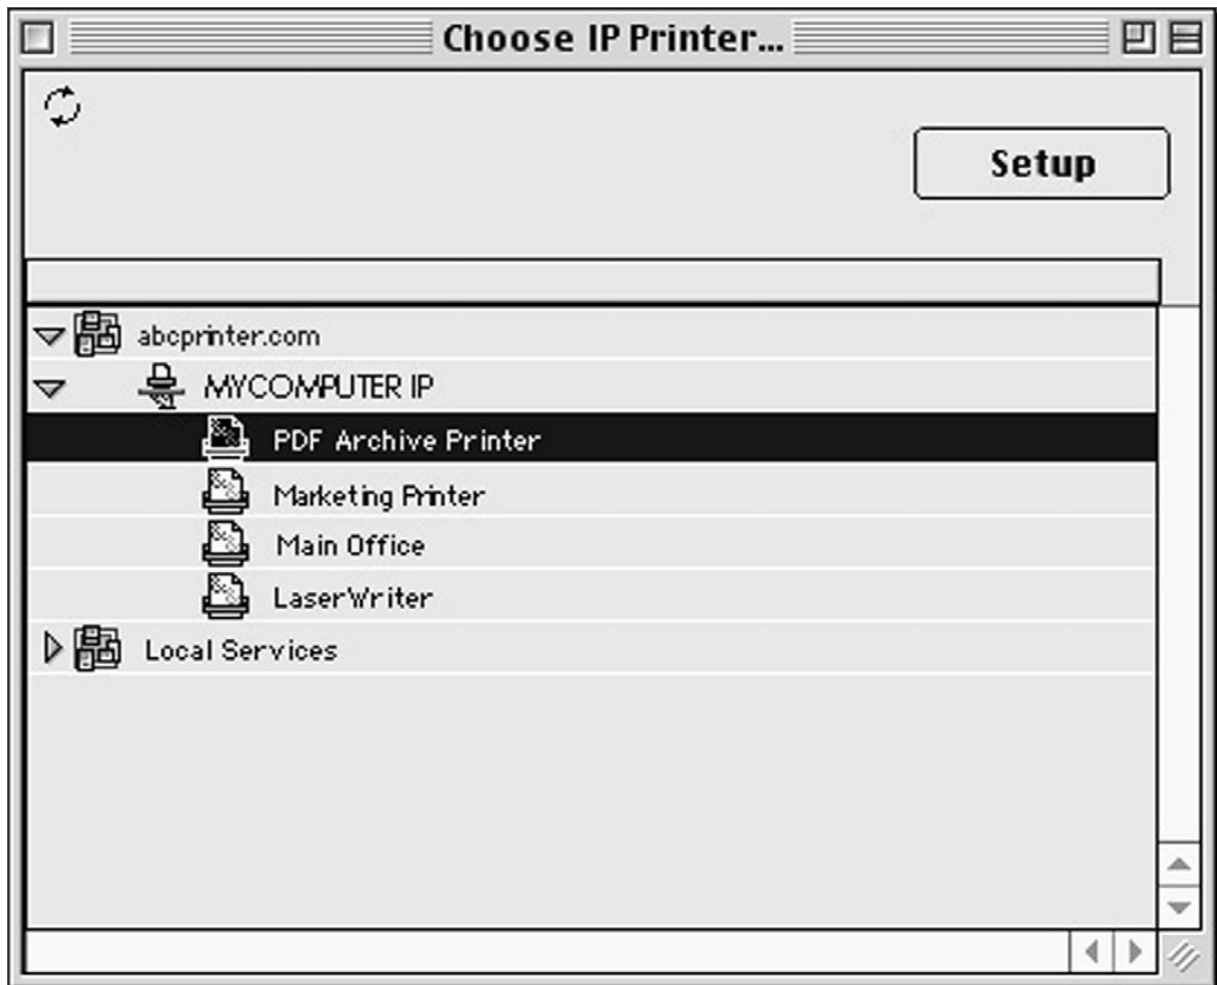 Choose IP Printer...
Setup
abcprinter.com
MYCOMPUTER IP
PDF Archive Printer
Marketing Printer
Main Office
LaserWriter
Local Services